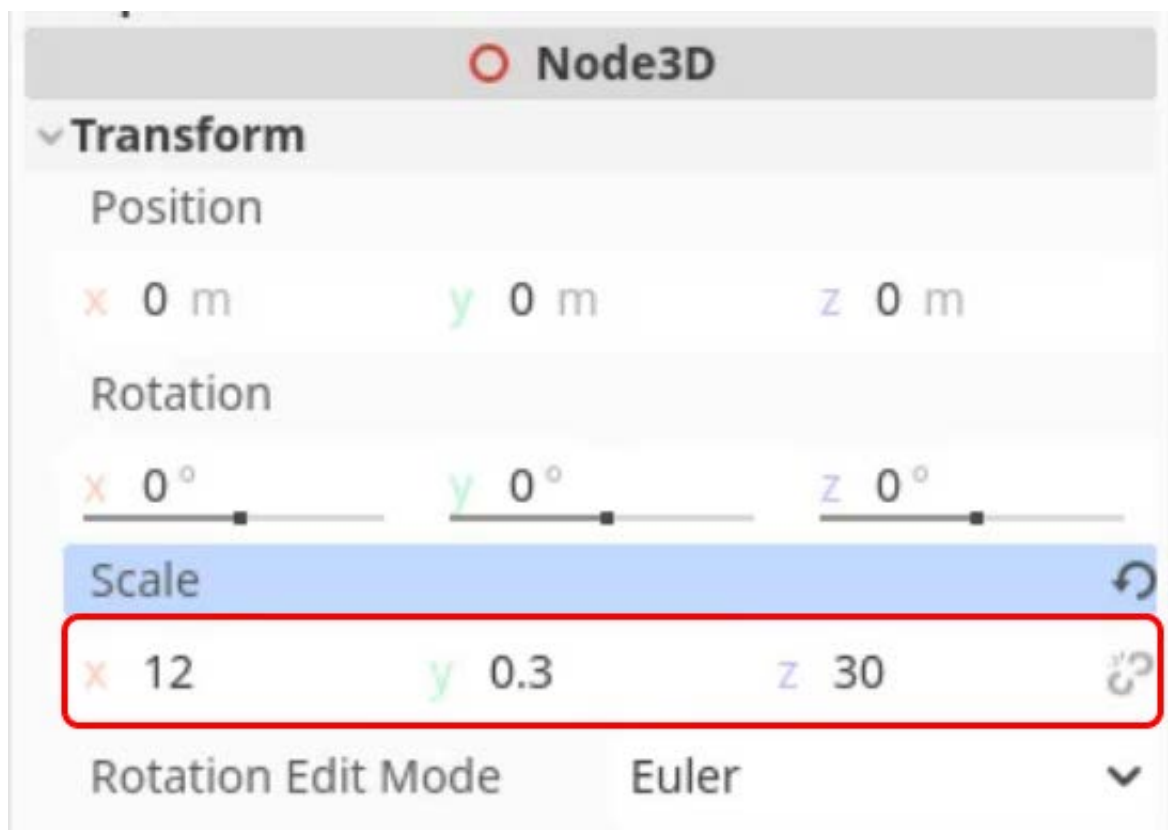 Node3D
Transform
Position
x 0 m y 0 m z 0 m
Rotation
x 0° y 0° z 0°
Scale
x 12 y 0.3 z 30
Rotation Edit Mode Euler